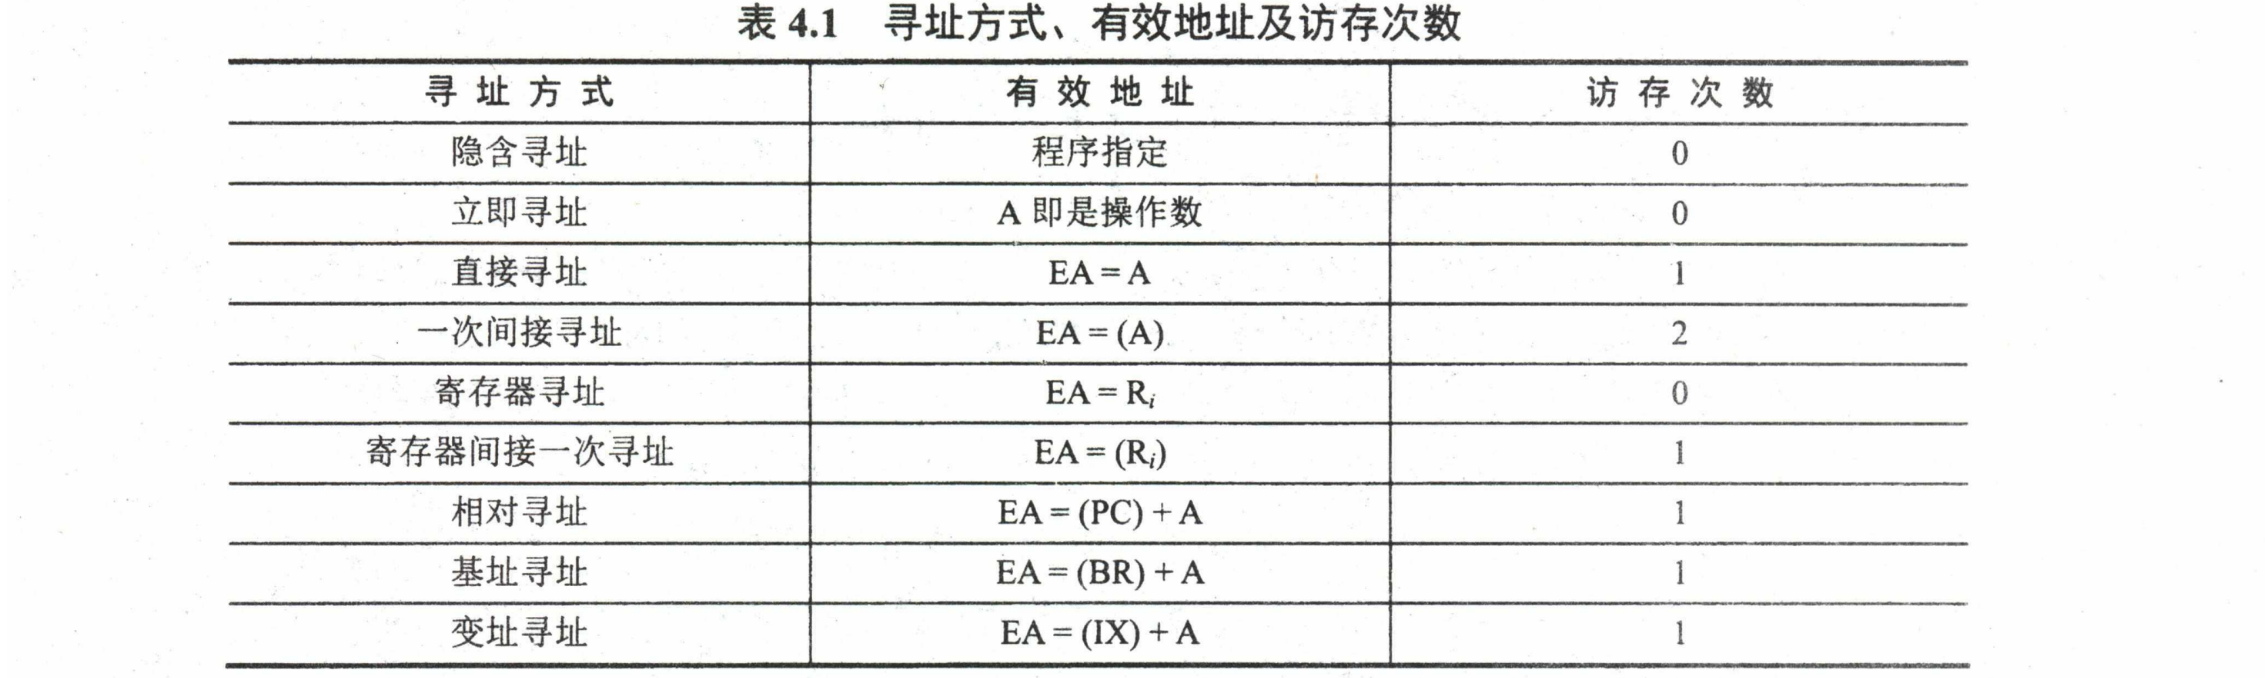 表 4.1 寻址方式、有效地址及访存次数
寻址方式 有效地址 访存次数
隐含寻址 程序指定 0
立即寻址 A 即是操作数 0
直接寻址 EA = A 1
一次间接寻址 EA = (A) 2
寄存器寻址 EA = Ri 0
寄存器间接一次寻址 EA = (Ri) 1
相对寻址 EA = (PC) + A 1
基址寻址 EA = (BR) + A 1
变址寻址 EA = (IX) + A 1